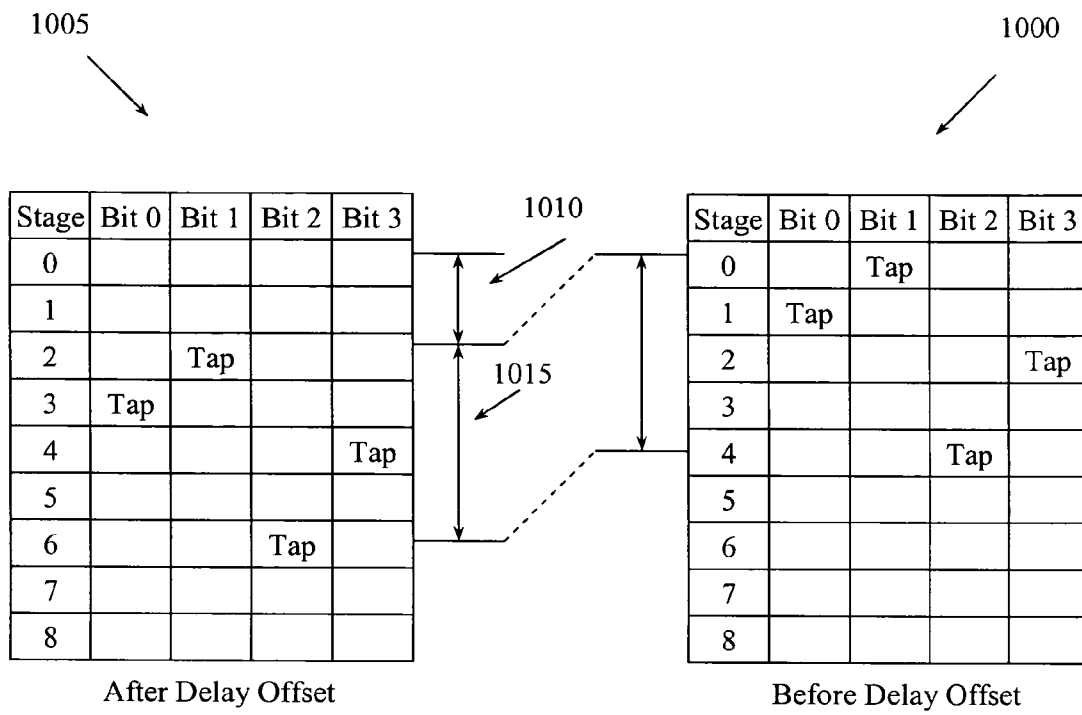 1005
1000
1010
1015
Stage Bit 0 Bit 1 Bit 2 Bit 3
0
1
2 Tap
3 Tap
4 Tap
5
6 Tap
7
8
After Delay Offset
Stage Bit 0 Bit 1 Bit 2 Bit 3
0 Tap
1 Tap
2 Tap
3
4 Tap
5
6
7
8
Before Delay Offset